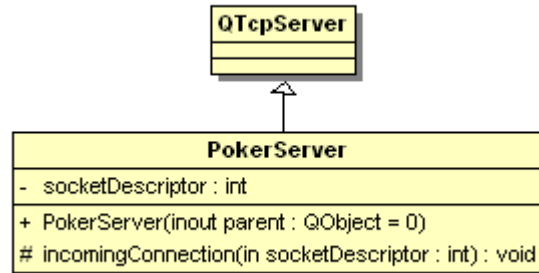 QTcpServer
PokerServer
- socketDescriptor : int
+ PokerServer(inout parent : QObject = 0)
# incomingConnection(in socketDescriptor : int) : void